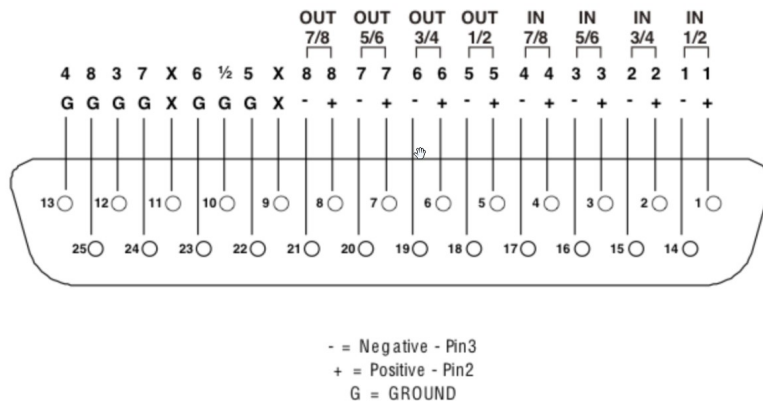 OUT OUT OUT OUT IN IN IN IN
7/8 5/6 3/4 1/2 7/8 5/6 3/4 1/2
4 8 3 7 X 6 ½ 5 X 8 8 7 7 6 6 5 5 4 4 3 3 2 2 1 1
G G G G X G G G X - + - + - + - + - + - + - + - +
13 12 11 10 9 8 7 6 5 4 3 2 1
25 24 23 22 21 20 19 18 17 16 15 14
- = Negative - Pin3
+ = Positive - Pin2
G = GROUND